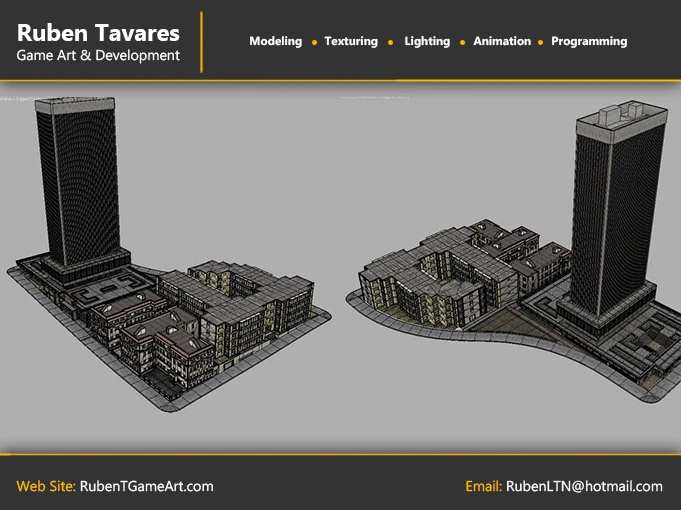 Ruben Tavares
Game Art & Development
Modeling • Texturing • Lighting • Animation • Programming
Web Site: RubenTGameArt.com
Email: RubenLTN@hotmail.com